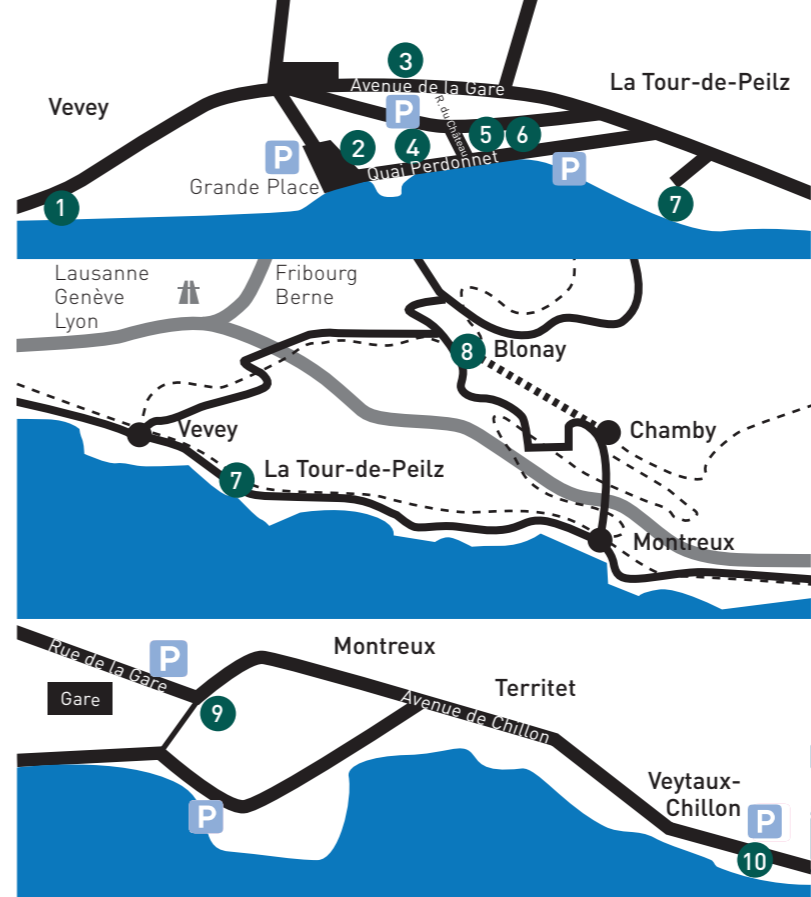 3
Avenue de la Gare
La Tour-de-Peilz
Vevey
P
R. du Château
5
6
2
4
P
Quai Perdonnet
P
Grande Place
1
7
Lausanne
Genève
Lyon
Fribourg
Berne
8
Blonay
Vevey
Chamby
7
La Tour-de-Peilz
Montreux
Rue de la Gare
P
Montreux
Gare
9
Territet
Avenue de Chillon
P
Veytaux-
Chillon
P
10